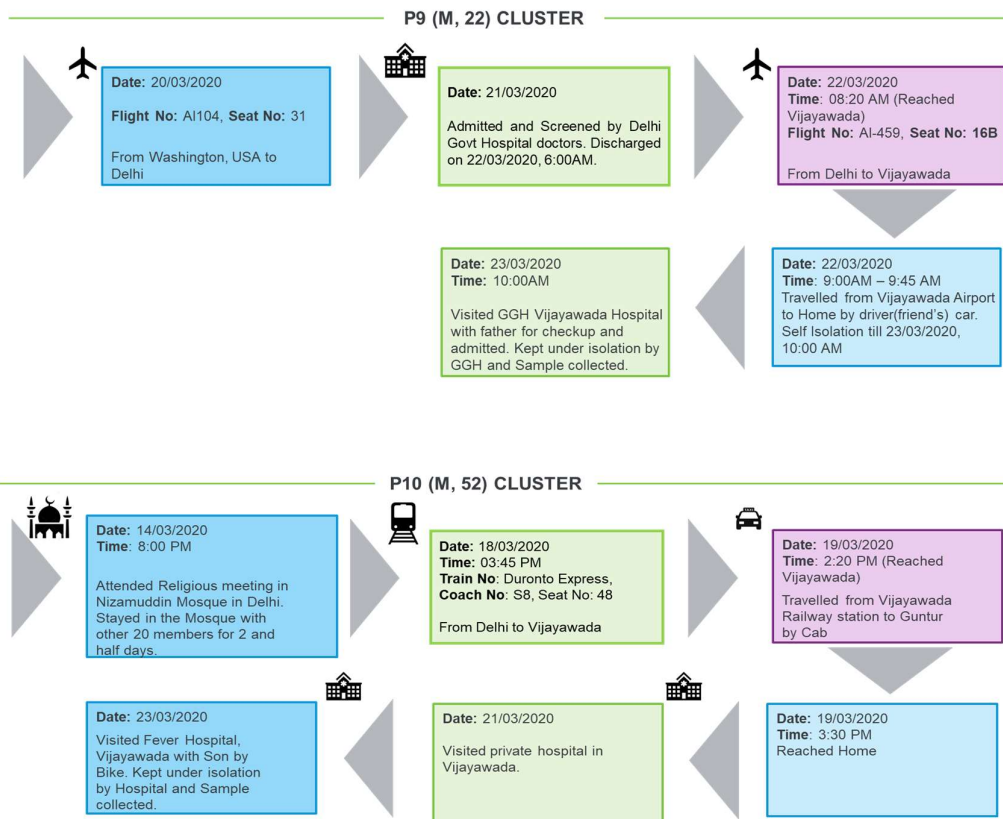 P9 (M, 22) CLUSTER
Date: 20/03/2020
Flight No: AI104, Seat No: 31
From Washington, USA to
Delhi
Date: 21/03/2020
Admitted and Screened by Delhi
Govt Hospital doctors. Discharged
on 22/03/2020, 6:00AM.
Date: 22/03/2020
Time: 08:20 AM (Reached
Vijayawada)
Flight No: AI-459, Seat No: 16B
From Delhi to Vijayawada
Date: 22/03/2020
Time: 9:00AM – 9:45 AM
Travelled from Vijayawada Airport
to Home by driver(friend's) car.
Self Isolation till 23/03/2020,
10:00 AM
Date: 23/03/2020
Time: 10:00AM
Visited GGH Vijayawada Hospital
with father for checkup and
admitted. Kept under isolation by
GGH and Sample collected.
P10 (M, 52) CLUSTER
Date: 14/03/2020
Time: 8:00 PM
Attended Religious meeting in
Nizamuddin Mosque in Delhi.
Stayed in the Mosque with
other 20 members for 2 and
half days.
Date: 18/03/2020
Time: 03:45 PM
Train No: Duronto Express,
Coach No: S8, Seat No: 48
From Delhi to Vijayawada
Date: 19/03/2020
Time: 2:20 PM (Reached
Vijayawada)
Travelled from Vijayawada
Railway station to Guntur
by Cab
Date: 19/03/2020
Time: 3:30 PM
Reached Home
Date: 21/03/2020
Visited private hospital in
Vijayawada.
Date: 23/03/2020
Visited Fever Hospital,
Vijayawada with Son by
Bike. Kept under isolation
by Hospital and Sample
collected.